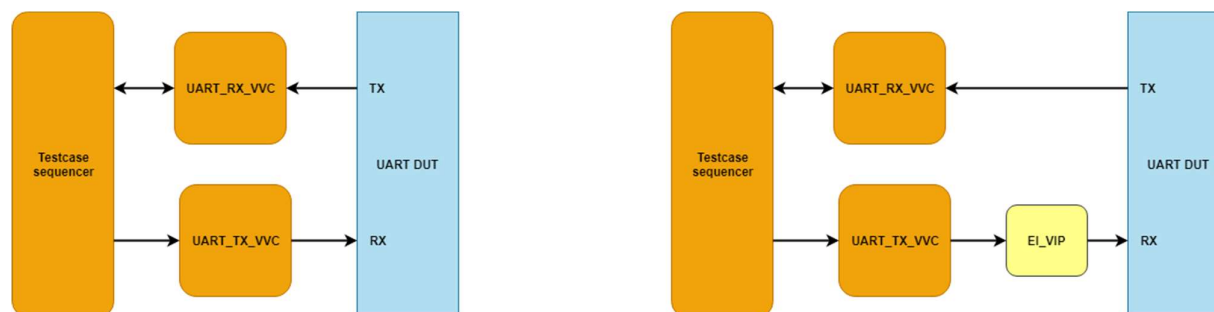 UART_RX_VVC
TX
Testcase
sequencer
UART DUT
UART_TX_VVC
RX
UART_RX_VVC
TX
Testcase
sequencer
UART DUT
UART_TX_VVC
EI_VIP
RX